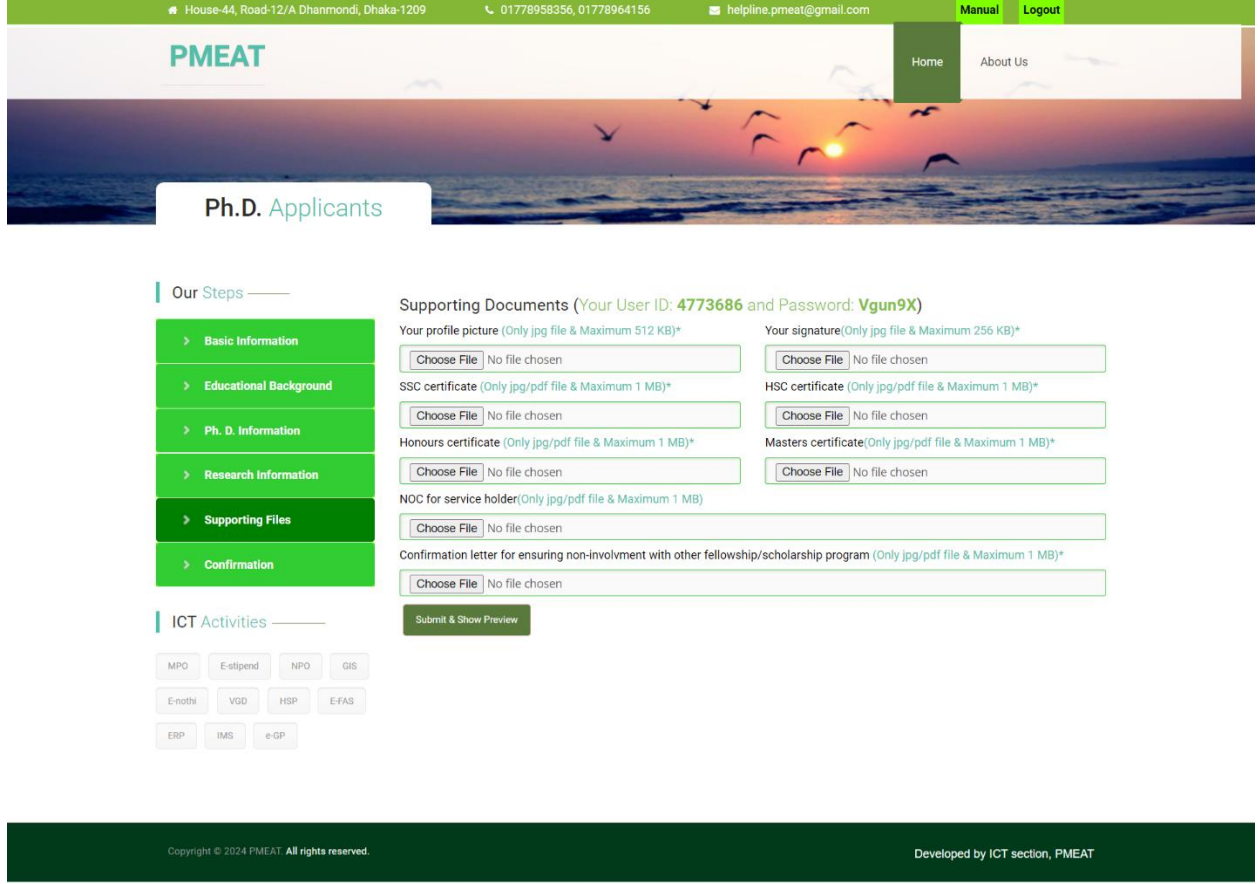 House-44, Road-12/A Dhanmondi, Dhaka-1209 01778958356, 01778964156 helpline.pmeat@gmail.com Manual Logout
PMEAT
Home About Us
Ph.D. Applicants
Our Steps
Basic Information
Educational Background
Ph. D. Information
Research Information
Supporting Files
Confirmation
ICT Activities
MPO E-stipend NPO GIS
E-nothi VGD HSP E-FAS
ERP IMS e-GP
Supporting Documents (Your User ID: 4773686 and Password: Vgun9X)
Your profile picture (Only jpg file & Maximum 512 KB)* Your signature(Only jpg file & Maximum 256 KB)*
Choose File No file chosen Choose File No file chosen
SSC certificate (Only jpg/pdf file & Maximum 1 MB)* HSC certificate (Only jpg/pdf file & Maximum 1 MB)*
Choose File No file chosen Choose File No file chosen
Honours certificate (Only jpg/pdf file & Maximum 1 MB)* Masters certificate(Only jpg/pdf file & Maximum 1 MB)*
Choose File No file chosen Choose File No file chosen
NOC for service holder(Only jpg/pdf file & Maximum 1 MB)
Choose File No file chosen
Confirmation letter for ensuring non-involvment with other fellowship/scholarship program (Only jpg/pdf file & Maximum 1 MB)*
Choose File No file chosen
Submit & Show Preview
Copyright © 2024 PMEAT. All rights reserved. Developed by ICT section, PMEAT